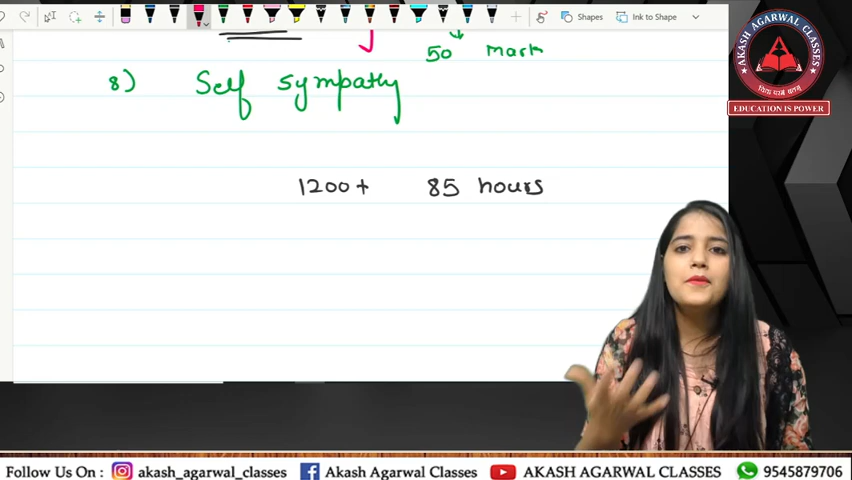 Shapes
Ink to Shape
50 mark
8) Self sympathy
1200+ 85 hours
AKASH AGARWAL CLASSES
EDUCATION IS POWER
Follow Us On : akash_agarwal_classes Akash Agarwal Classes AKASH AGARWAL CLASSES 9545879706